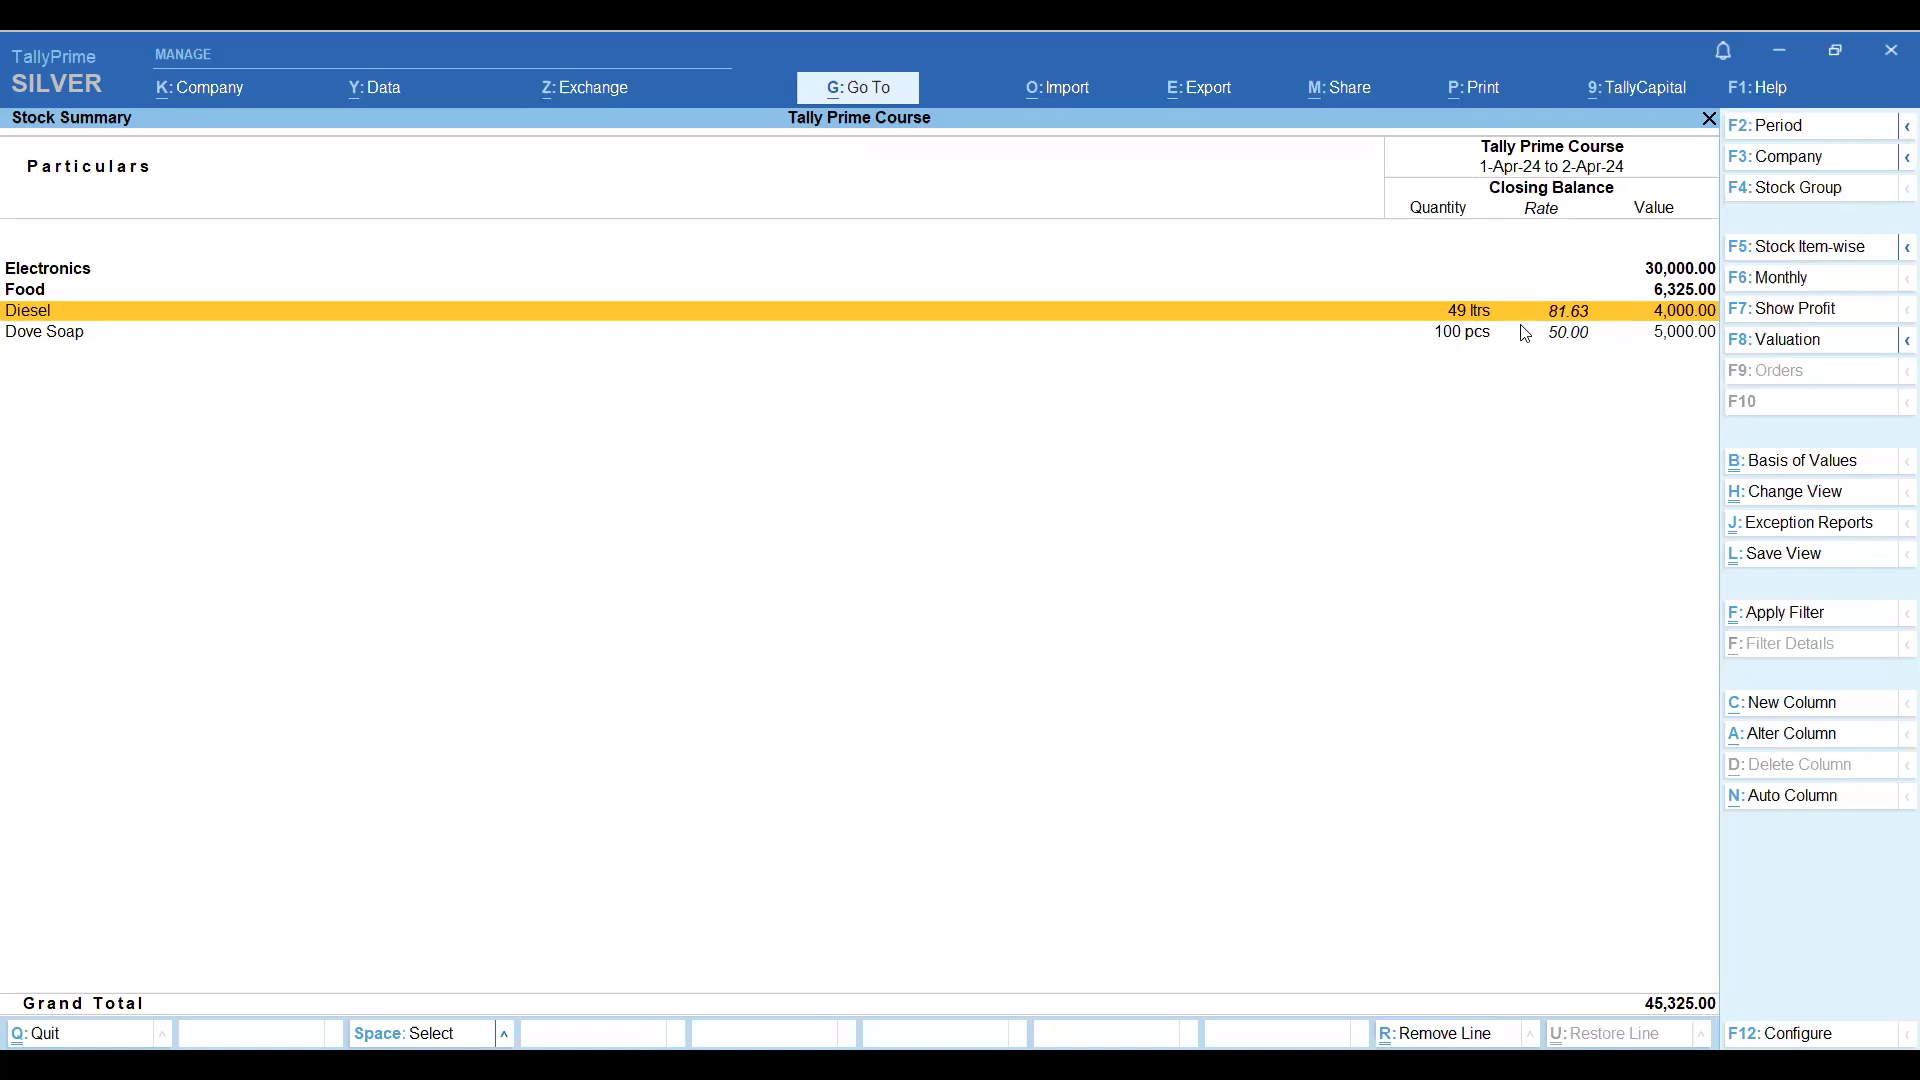 TallyPrime
SILVER
MANAGE
K: Company Y: Data Z: Exchange G: Go To O: Import E: Export M: Share P: Print 9: TallyCapital F1: Help
Stock Summary Tally Prime Course
Particulars
Tally Prime Course
1-Apr-24 to 2-Apr-24
Closing Balance
Quantity Rate Value
Electronics 30,000.00
Food 6,325.00
Diesel 49 ltrs 81.63 4,000.00
Dove Soap 100 pcs 50.00 5,000.00
Grand Total 45,325.00
Q: Quit Space: Select R: Remove Line U: Restore Line
F2: Period
F3: Company
F4: Stock Group
F5: Stock Item-wise
F6: Monthly
F7: Show Profit
F8: Valuation
F9: Orders
F10
B: Basis of Values
H: Change View
J: Exception Reports
L: Save View
F: Apply Filter
F: Filter Details
C: New Column
A: Alter Column
D: Delete Column
N: Auto Column
F12: Configure